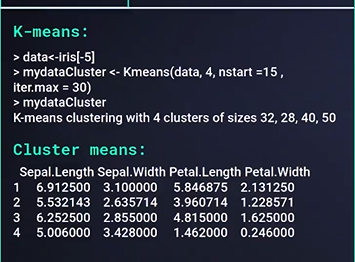 K-means:
> data<-iris[-5]
> mydataCluster <- Kmeans(data, 4, nstart =15 ,
iter.max = 30)
> mydataCluster
K-means clustering with 4 clusters of sizes 32, 28, 40, 50
Cluster means:
Sepal.Length Sepal.Width Petal.Length Petal.Width
1 6.912500 3.100000 5.846875 2.131250
2 5.532143 2.635714 3.960714 1.228571
3 6.252500 2.855000 4.815000 1.625000
4 5.006000 3.428000 1.462000 0.246000